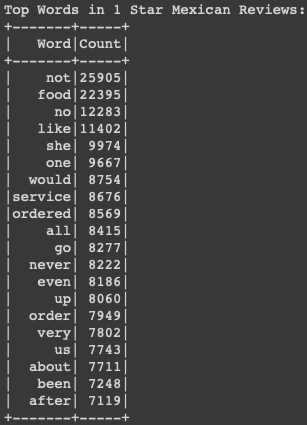 Top Words in 1 Star Mexican Reviews:
+-------+-----+
|   Word|Count|
+-------+-----+
|    not|25905|
|   food|22395|
|     no|12283|
|   like|11402|
|    she| 9974|
|    one| 9667|
|  would| 8754|
|service| 8676|
|ordered| 8569|
|    all| 8415|
|     go| 8277|
|  never| 8222|
|   even| 8186|
|     up| 8060|
|  order| 7949|
|   very| 7802|
|     us| 7743|
|  about| 7711|
|   been| 7248|
|  after| 7119|
+-------+-----+